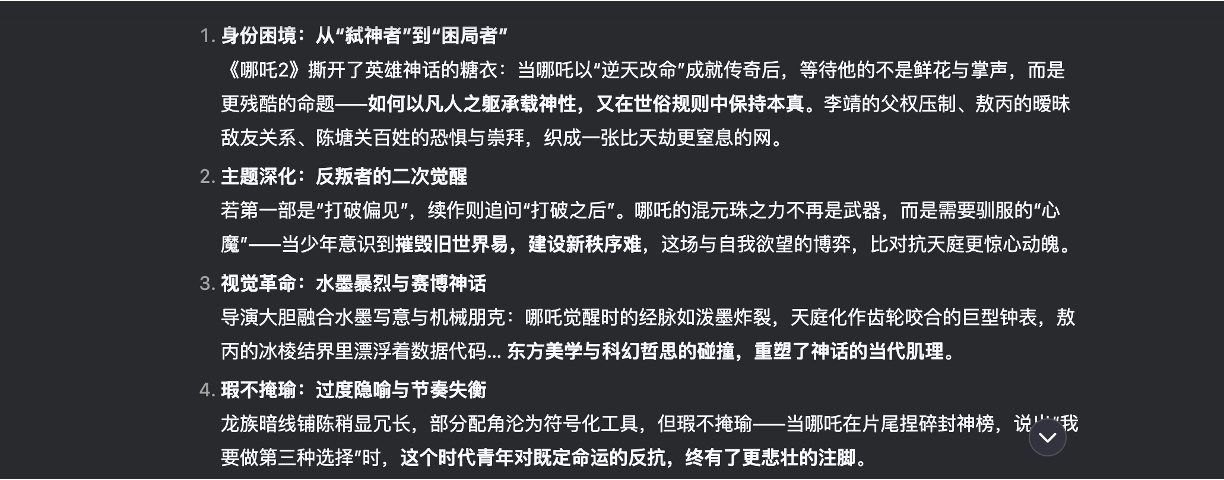 1. 身份困境：从“弑神者”到“困局者”
《哪吒2》撕开了英雄神话的糖衣：当哪吒以“逆天改命”成就传奇后，等待他的不是鲜花与掌声，而是
更残酷的命题——如何以凡人之躯承载神性，又在世俗规则中保持本真。李靖的父权压制、敖丙的暧昧
敌友关系、陈塘关百姓的恐惧与崇拜，织成一张比天劫更窒息的网。
2. 主题深化：反叛者的二次觉醒
若第一部是“打破偏见”，续作则追问“打破之后”。哪吒的混元珠之力不再是武器，而是需要驯服的“心
魔”——当少年意识到摧毁旧世界易，建设新秩序难，这场与自我欲望的博弈，比对抗天庭更惊心动魄。
3. 视觉革命：水墨暴烈与赛博神话
导演大胆融合水墨写意与机械朋克：哪吒觉醒时的经脉如泼墨炸裂，天庭化作齿轮咬合的巨型钟表，敖
丙的冰棱结界里漂浮着数据代码... 东方美学与科幻哲思的碰撞，重塑了神话的当代肌理。
4. 瑕不掩瑜：过度隐喻与节奏失衡
龙族暗线铺陈稍显冗长，部分配角沦为符号化工具，但瑕不掩瑜——当哪吒在片尾捏碎封神榜，说出“我
要做第三种选择”时，这个时代青年对既定命运的反抗，终有了更悲壮的注脚。